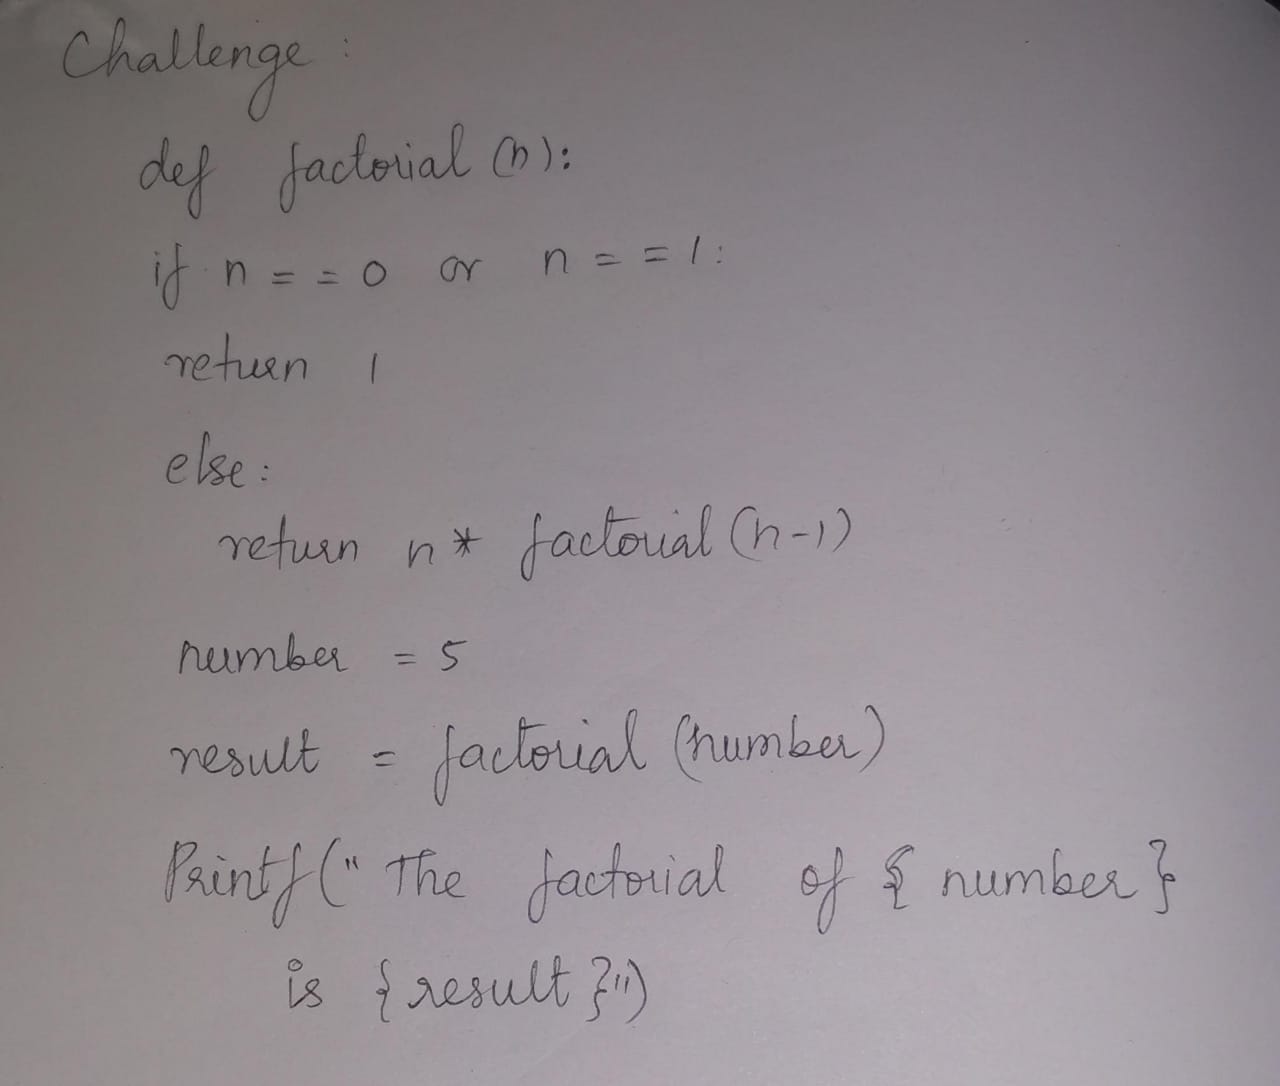 Challenge:
def factorial (n):
if n == 0 or n == 1:
return 1
else:
return n* factorial (n-1)
number = 5
result = factorial (number)
Printf(" The factorial of { number}
is { result }")